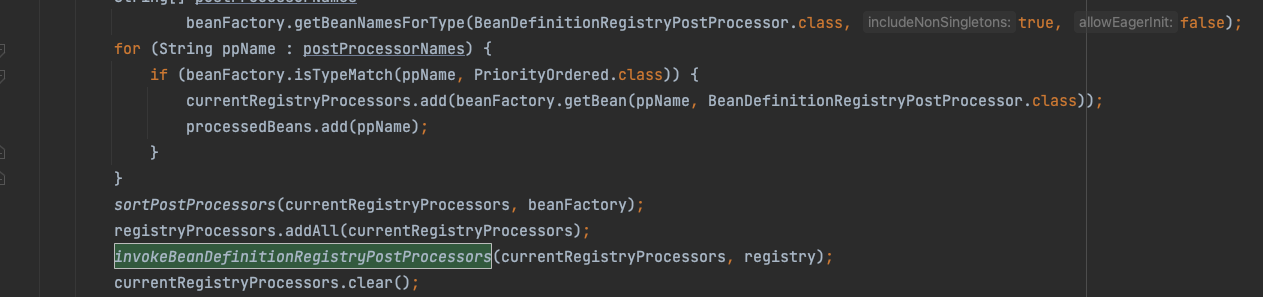 String[] postProcessorNames
beanFactory.getBeanNamesForType(BeanDefinitionRegistryPostProcessor.class, includeNonSingletons: true, allowEagerInit: false);
for (String ppName : postProcessorNames) {
if (beanFactory.isTypeMatch(ppName, PriorityOrdered.class)) {
currentRegistryProcessors.add(beanFactory.getBean(ppName, BeanDefinitionRegistryPostProcessor.class));
processedBeans.add(ppName);
}
}
sortPostProcessors(currentRegistryProcessors, beanFactory);
registryProcessors.addAll(currentRegistryProcessors);
invokeBeanDefinitionRegistryPostProcessors(currentRegistryProcessors, registry);
currentRegistryProcessors.clear();